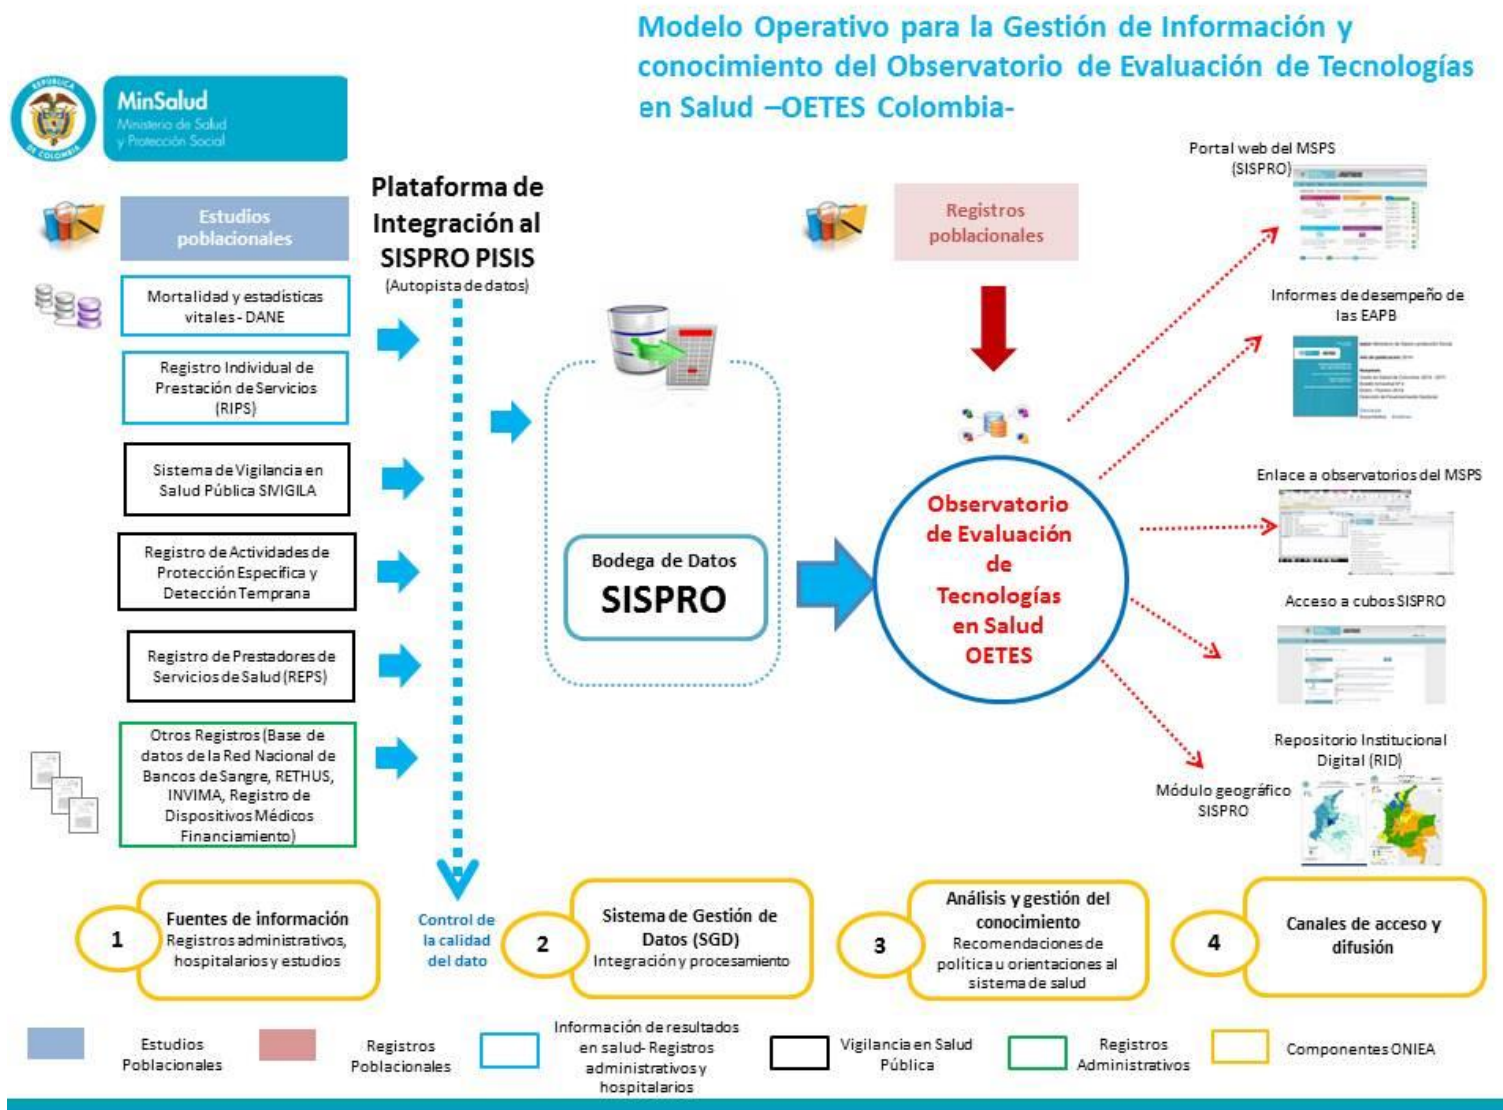 Modelo Operativo para la Gestión de Información y
conocimiento del Observatorio de Evaluación de Tecnologías
en Salud –OETES Colombia-
REPÚBLICA
DE COLOMBIA
MinSalud
Ministerio de Salud
y Protección Social
Estudios
poblacionales
Mortalidad y estadísticas
vitales - DANE
Registro Individual de
Prestación de Servicios
(RIPS)
Sistema de Vigilancia en
Salud Pública SIVIGILA
Registro de Actividades de
Protección Específica y
Detección Temprana
Registro de Prestadores de
Servicios de Salud (REPS)
Otros Registros (Base de
datos de la Red Nacional de
Bancos de Sangre, RETHUS,
INVIMA, Registro de
Dispositivos Médicos
Financiamiento)
Plataforma de
Integración al
SISPRO PISIS
(Autopista de datos)
Control de
la calidad
del dato
Bodega de Datos
SISPRO
Registros
poblacionales
Observatorio
de Evaluación
de
Tecnologías
en Salud
OETES
Portal web del MSPS
(SISPRO)
Informes de desempeño de
las EAPB
Enlace a observatorios del MSPS
Acceso a cubos SISPRO
Repositorio Institucional
Digital (RID)
Módulo geográfico
SISPRO
1
Fuentes de información
Registros administrativos,
hospitalarios y estudios
2
Sistema de Gestión de
Datos (SGD)
Integración y procesamiento
3
Análisis y gestión del
conocimiento
Recomendaciones de
política u orientaciones al
sistema de salud
4
Canales de acceso y
difusión
Estudios
Poblacionales
Registros
Poblacionales
Información de resultados
en salud- Registros
administrativos y
hospitalarios
Vigilancia en Salud
Pública
Registros
Administrativos
Componentes ONIEA